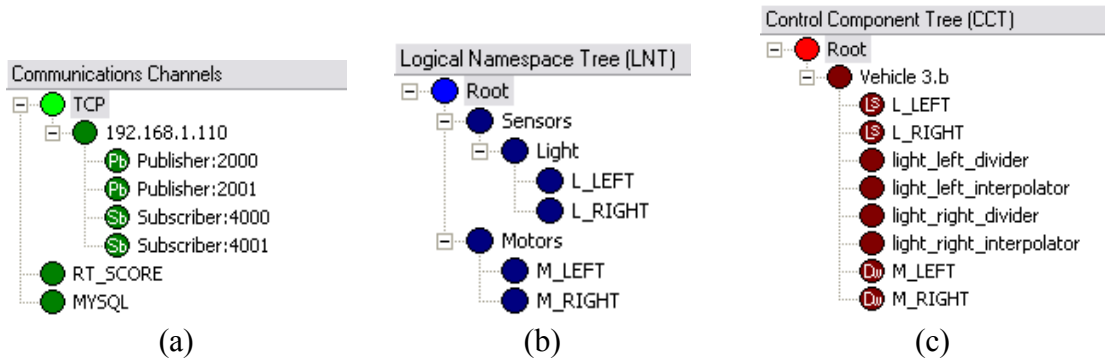 Communications Channels
TCP
192.168.1.110
Pb Publisher:2000
Pb Publisher:2001
Sb Subscriber:4000
Sb Subscriber:4001
RT_SCORE
MYSQL
(a)
Logical Namespace Tree (LNT)
Root
Sensors
Light
L_LEFT
L_RIGHT
Motors
M_LEFT
M_RIGHT
(b)
Control Component Tree (CCT)
Root
Vehicle 3.b
LS L_LEFT
LS L_RIGHT
light_left_divider
light_left_interpolator
light_right_divider
light_right_interpolator
M_LEFT
M_RIGHT
(c)